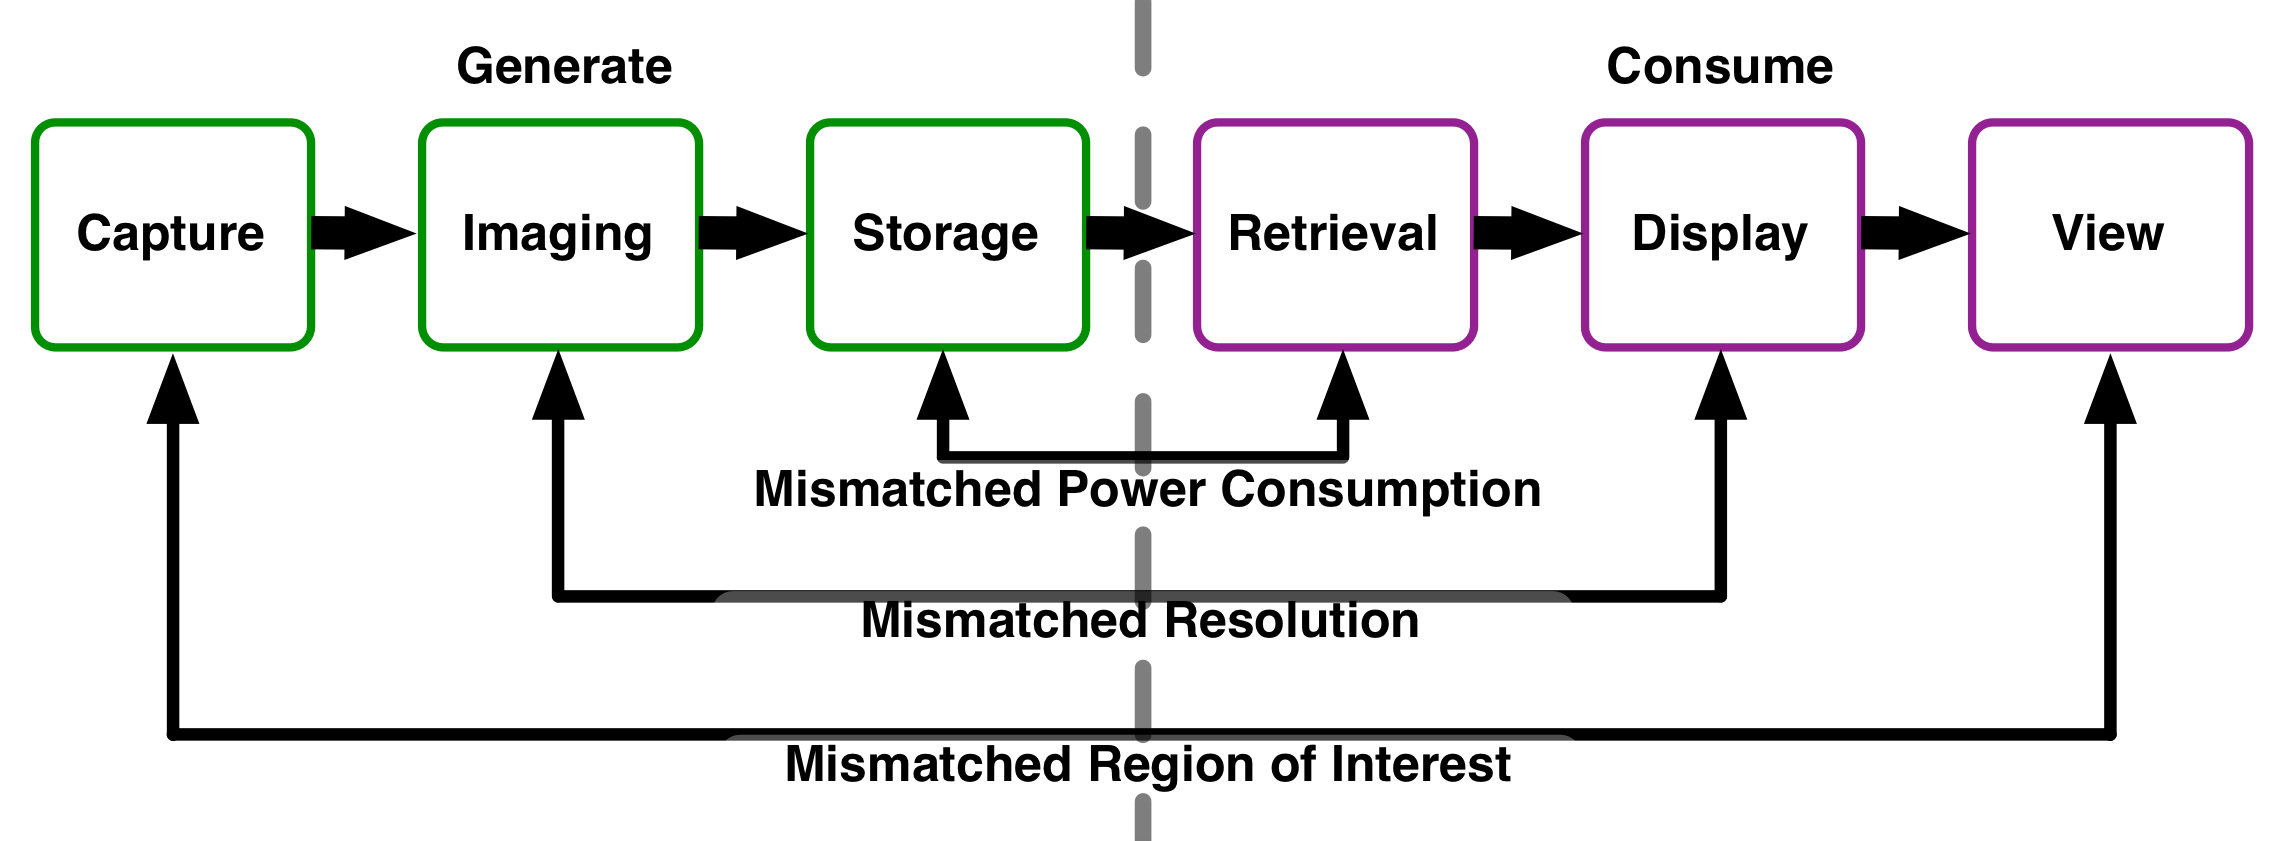 Generate
Consume
Capture
Imaging
Storage
Retrieval
Display
View
Mismatched Power Consumption
Mismatched Resolution
Mismatched Region of Interest